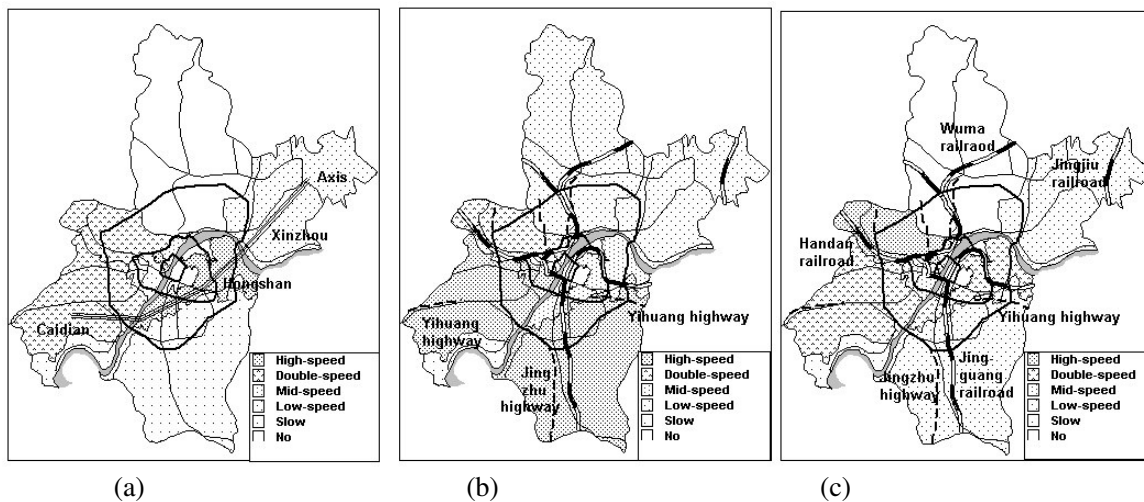 Axis
Xinzhou
Hongshan
Caidian
High-speed
Double-speed
Mid-speed
Low-speed
Slow
No
(a)
Yihuang highway
Yihuang
highway
Jing
zhu
highway
High-speed
Double-speed
Mid-speed
Low-speed
Slow
No
(b)
Wuma
railraod
Jingjiu
railroad
Handan
railroad
Yihuang highway
Jingzhu
highway
Jing
guang
railroad
High-speed
Double-speed
Mid-speed
Low-speed
Slow
No
(c)